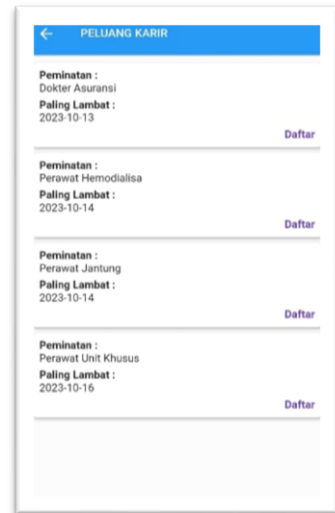 PELUANG KARIR
Peminatan :
Dokter Asuransi
Paling Lambat :
2023-10-13
Daftar
Peminatan :
Perawat Hemodialisa
Paling Lambat :
2023-10-14
Daftar
Peminatan :
Perawat Jantung
Paling Lambat :
2023-10-14
Daftar
Peminatan :
Perawat Unit Khusus
Paling Lambat :
2023-10-16
Daftar